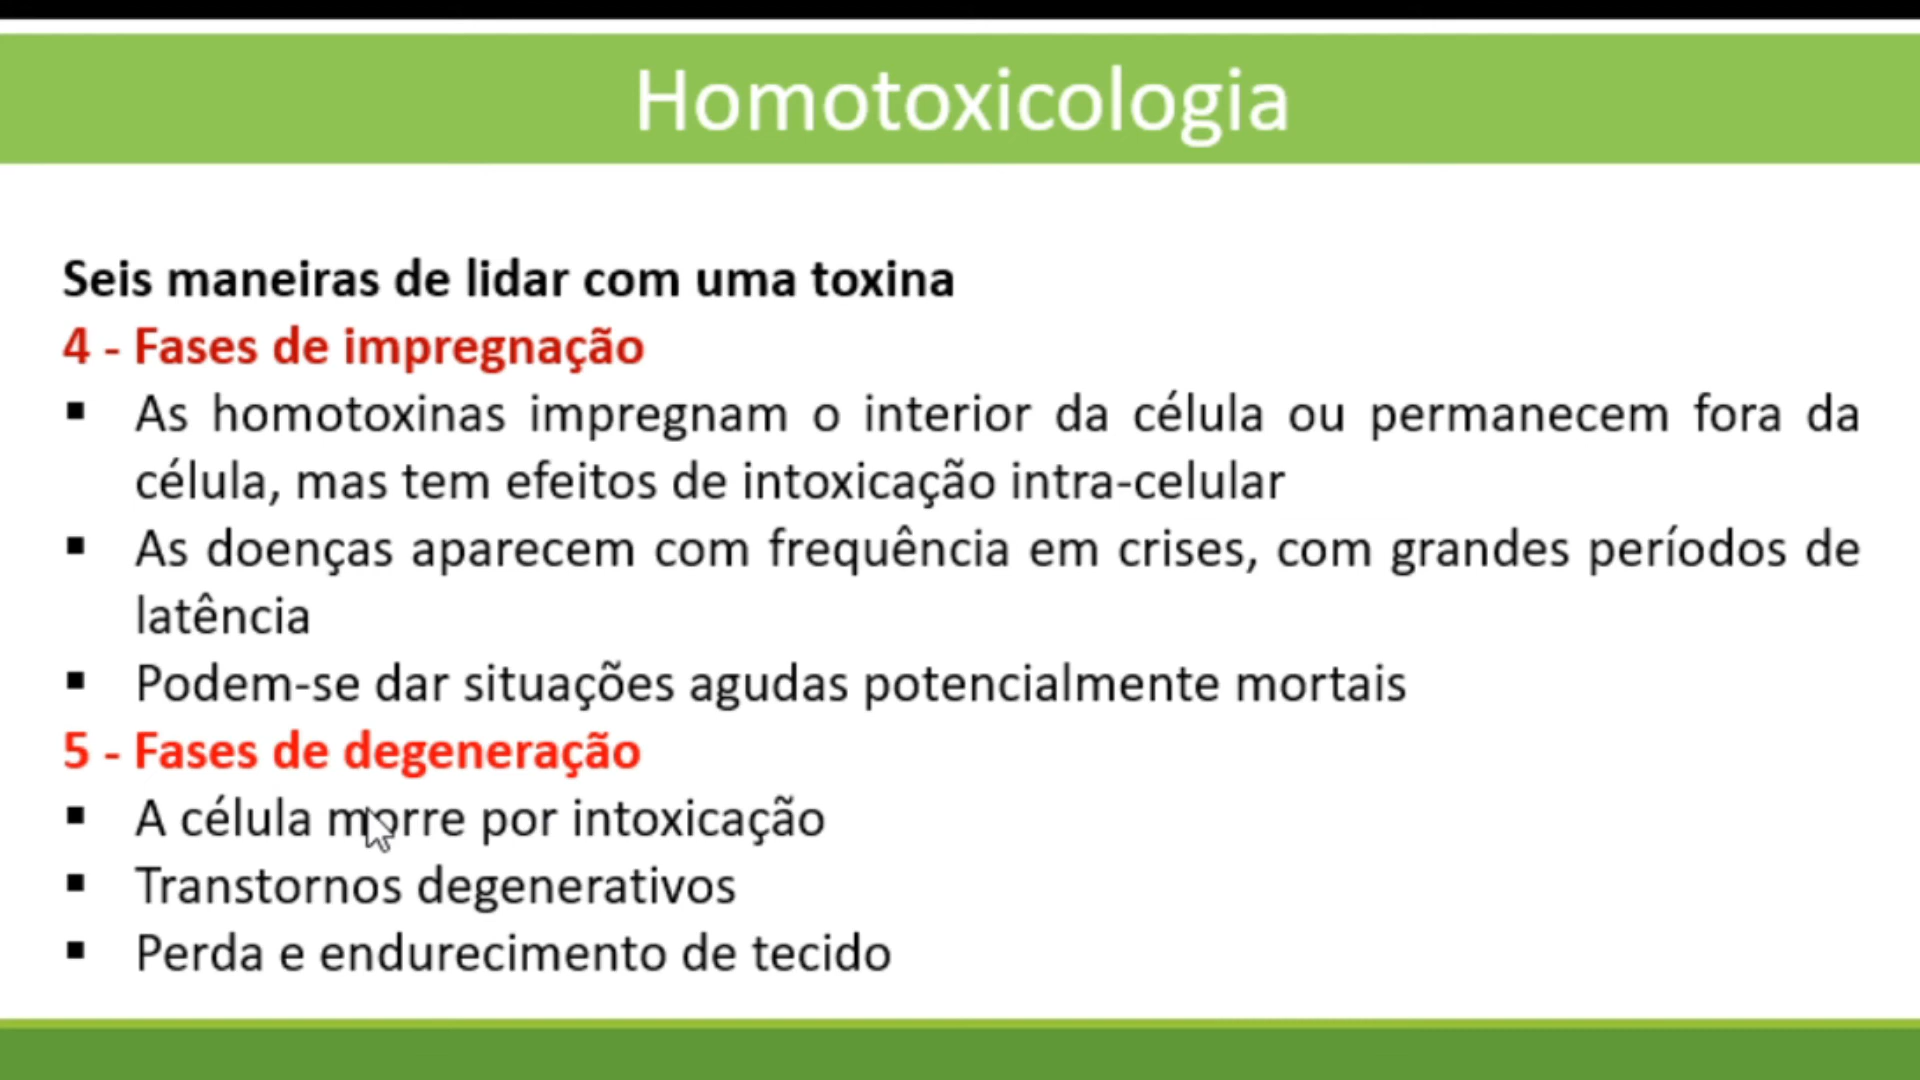 Homotoxicologia
Seis maneiras de lidar com uma toxina
4 - Fases de impregnação
▪ As homotoxinas impregnam o interior da célula ou permanecem fora da
célula, mas tem efeitos de intoxicação intra-celular
▪ As doenças aparecem com frequência em crises, com grandes períodos de
latência
▪ Podem-se dar situações agudas potencialmente mortais
5 - Fases de degeneração
▪ A célula morre por intoxicação
▪ Transtornos degenerativos
▪ Perda e endurecimento de tecido